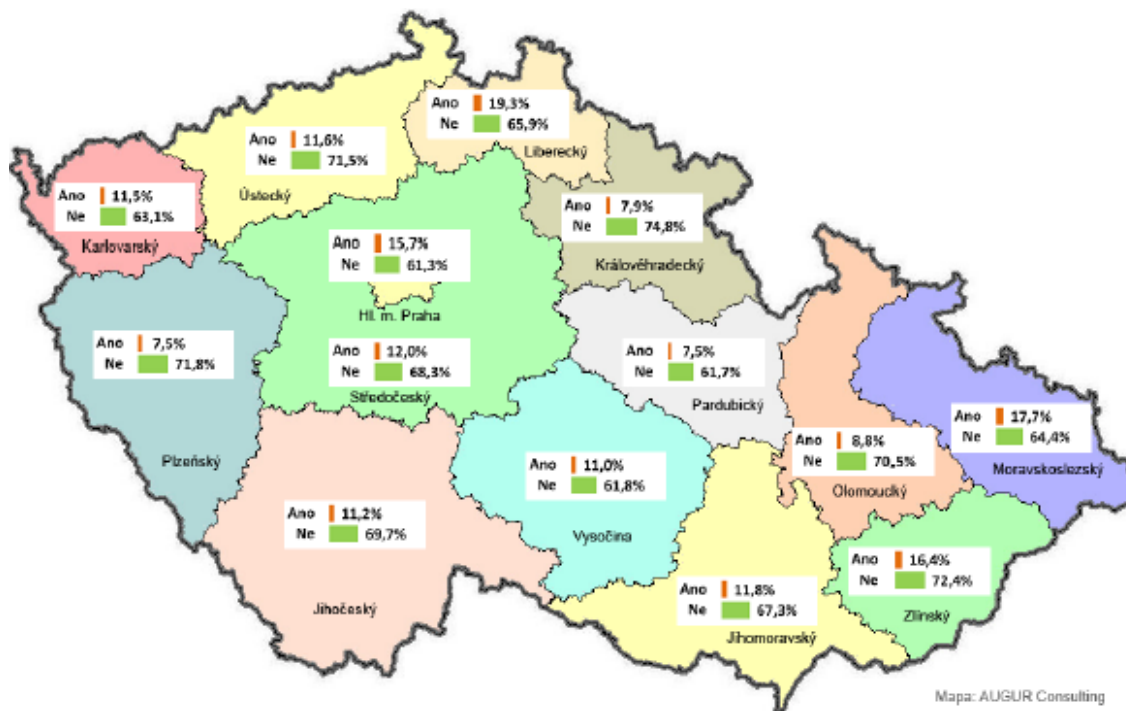 Ano 19,3%
Ne 65,9%
Liberecký
Ano 11,6%
Ne 71,5%
Ústecký
Ano 11,5%
Ne 63,1%
Karlovarský
Ano 7,9%
Ne 74,8%
Královéhradecký
Ano 15,7%
Ne 61,3%
Hl. m. Praha
Ano 12,0%
Ne 68,3%
Středočeský
Ano 7,5%
Ne 71,8%
Plzeňský
Ano 7,5%
Ne 61,7%
Pardubický
Ano 17,7%
Ne 64,4%
Moravskoslezský
Ano 8,8%
Ne 70,5%
Olomoucký
Ano 11,0%
Ne 61,8%
Vysočina
Ano 11,2%
Ne 69,7%
Jihočeský
Ano 16,4%
Ne 72,4%
Zlínský
Ano 11,8%
Ne 67,3%
Jihomoravský
Mapa: AUGUR Consulting